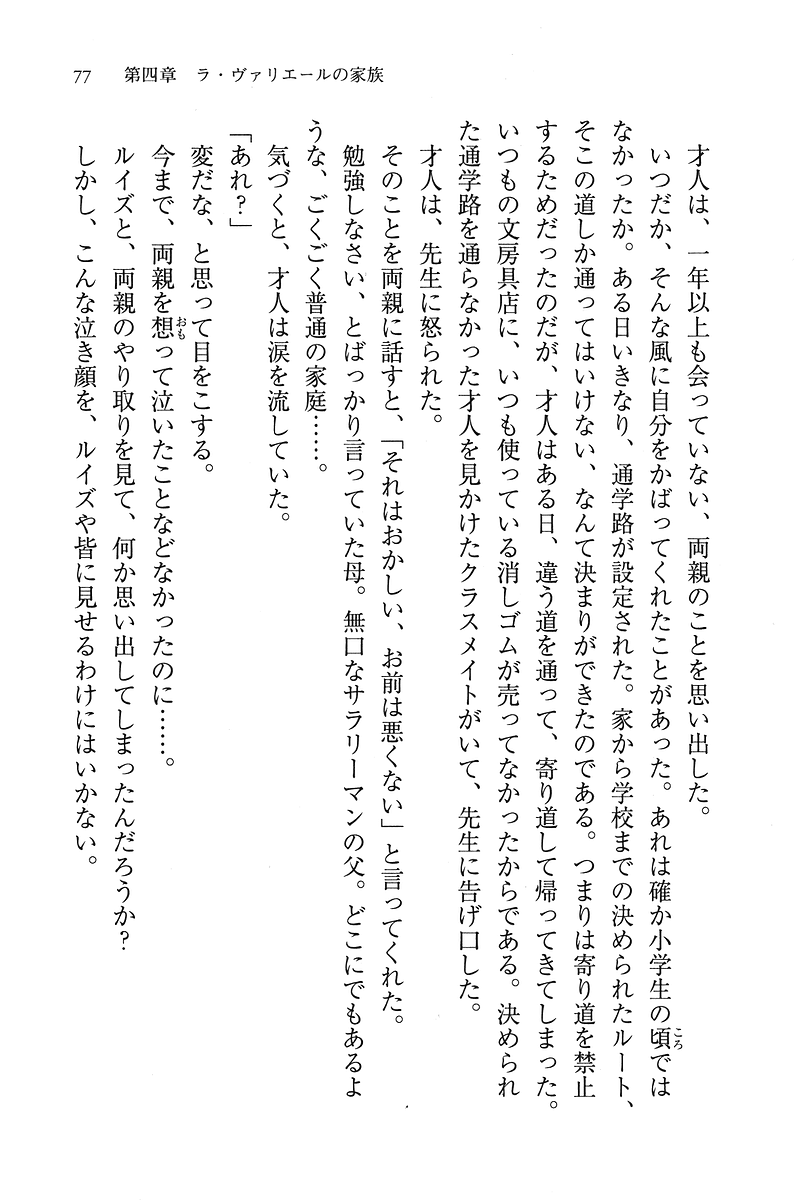 77 第四章 ラ・ヴァリエールの家族
才人は、一年以上も会っていない、両親のことを思い出した。
いつだか、そんな風に自分をかばってくれたことがあった。あれは確か小学生の頃では
ころ
なかったか。ある日いきなり、通学路が設定された。家から学校までの決められたルート、
そこの道しか通ってはいけない、なんて決まりができたのである。つまりは寄り道を禁止
するためだったのだが、才人はある日、違う道を通って、寄り道して帰ってきてしまった。
いつもの文房具店に、いつも使っている消しゴムが売ってなかったからである。決められ
た通学路を通らなかった才人を見かけたクラスメイトがいて、先生に告げ口した。
才人は、先生に怒られた。
そのことを両親に話すと、「それはおかしい、お前は悪くない」と言ってくれた。
勉強しなさい、とばっかり言っていた母。無口なサラリーマンの父。どこにでもあるよ
うな、ごくごく普通の家庭……。
気づくと、才人は涙を流していた。
「あれ?」
変だな、と思って目をこする。
今まで、両親を想って泣いたことなどなかったのに……。
おも
ルイズと、両親のやり取りを見て、何か思い出してしまったんだろうか?
しかし、こんな泣き顔を、ルイズや皆に見せるわけにはいかない。